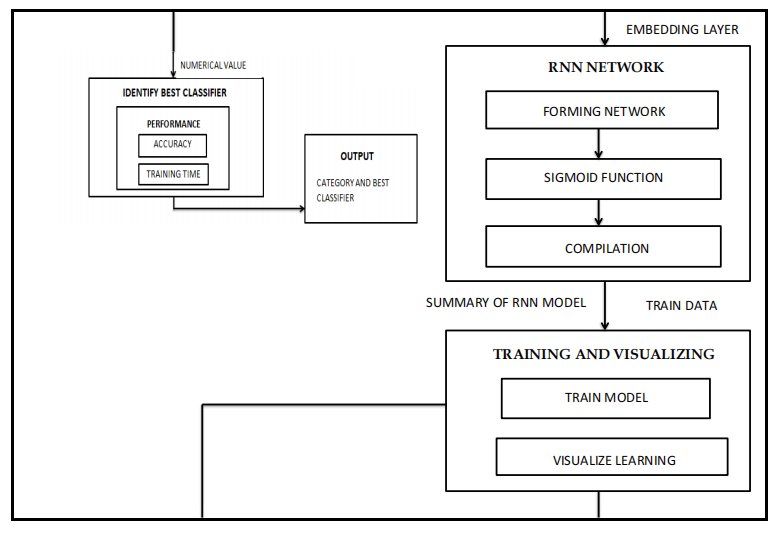 NUMERICAL VALUE
IDENTIFY BEST CLASSIFIER
PERFORMANCE
ACCURACY
TRAINING TIME
OUTPUT
CATEGORY AND BEST
CLASSIFIER
EMBEDDING LAYER
RNN NETWORK
FORMING NETWORK
SIGMOID FUNCTION
COMPILATION
SUMMARY OF RNN MODEL
TRAIN DATA
TRAINING AND VISUALIZING
TRAIN MODEL
VISUALIZE LEARNING